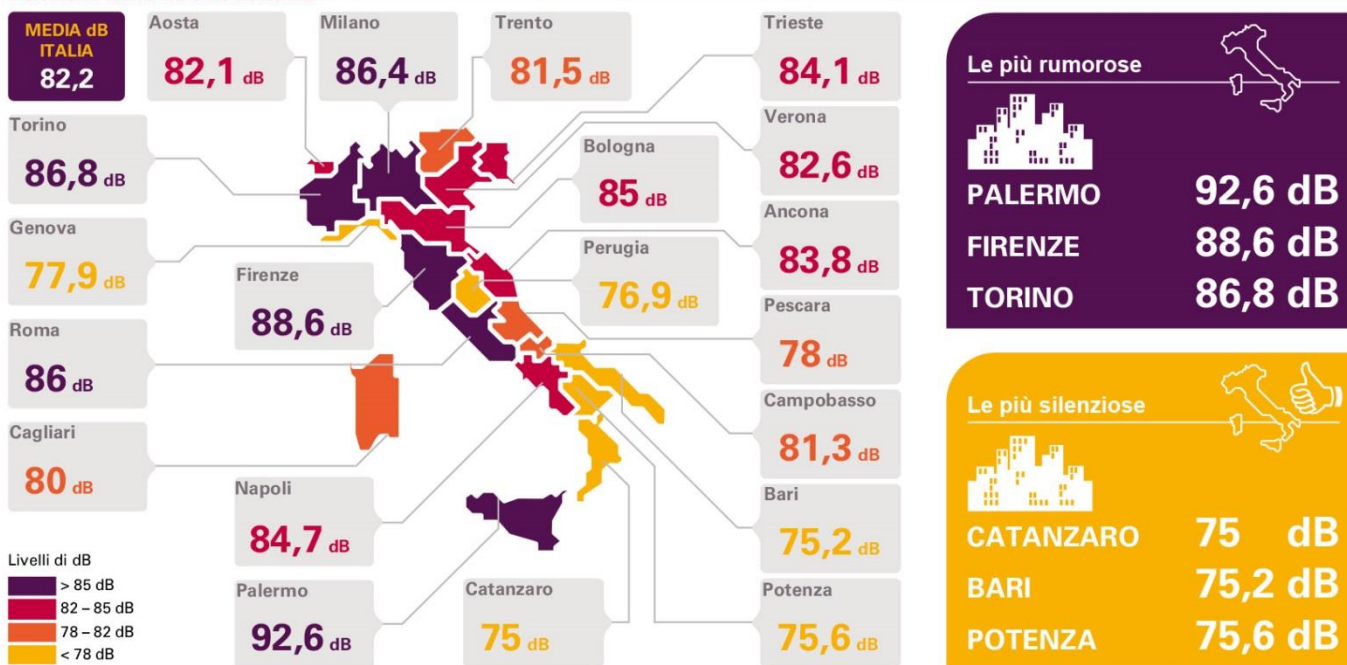 MEDIA dB
ITALIA
82,2
Aosta
82,1 dB
Milano
86,4 dB
Trento
81,5 dB
Trieste
84,1 dB
Torino
86,8 dB
Verona
82,6 dB
Bologna
85 dB
Genova
77,9 dB
Ancona
83,8 dB
Firenze
88,6 dB
Perugia
76,9 dB
Pescara
78 dB
Roma
86 dB
Campobasso
81,3 dB
Cagliari
80 dB
Napoli
84,7 dB
Bari
75,2 dB
Palermo
92,6 dB
Catanzaro
75 dB
Potenza
75,6 dB
Livelli di dB
> 85 dB
82 – 85 dB
78 – 82 dB
< 78 dB
Le più rumorose
PALERMO 92,6 dB
FIRENZE 88,6 dB
TORINO 86,8 dB
Le più silenziose
CATANZARO 75 dB
BARI 75,2 dB
POTENZA 75,6 dB